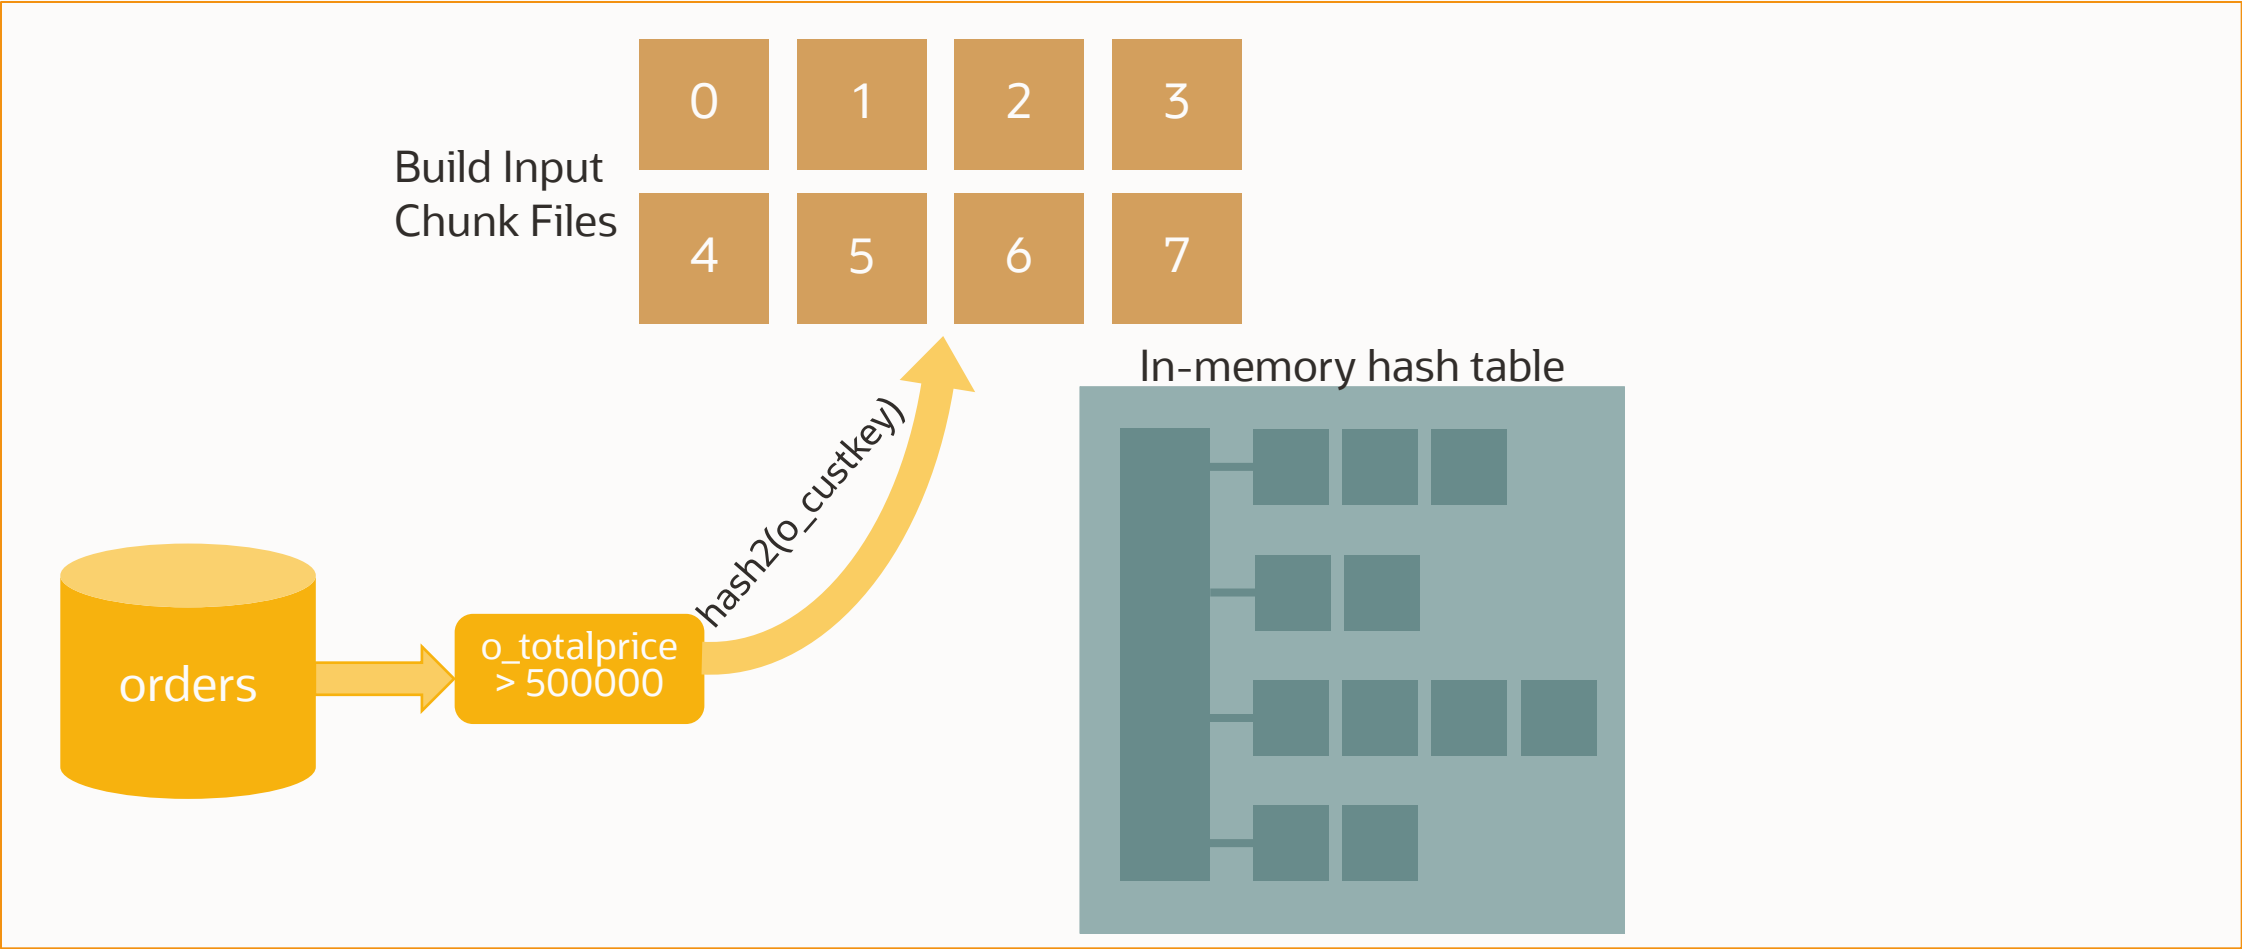 0
1
2
3
Build Input
Chunk Files
4
5
6
7
In-memory hash table
hash2(o_custkey)
orders
o_totalprice
> 500000